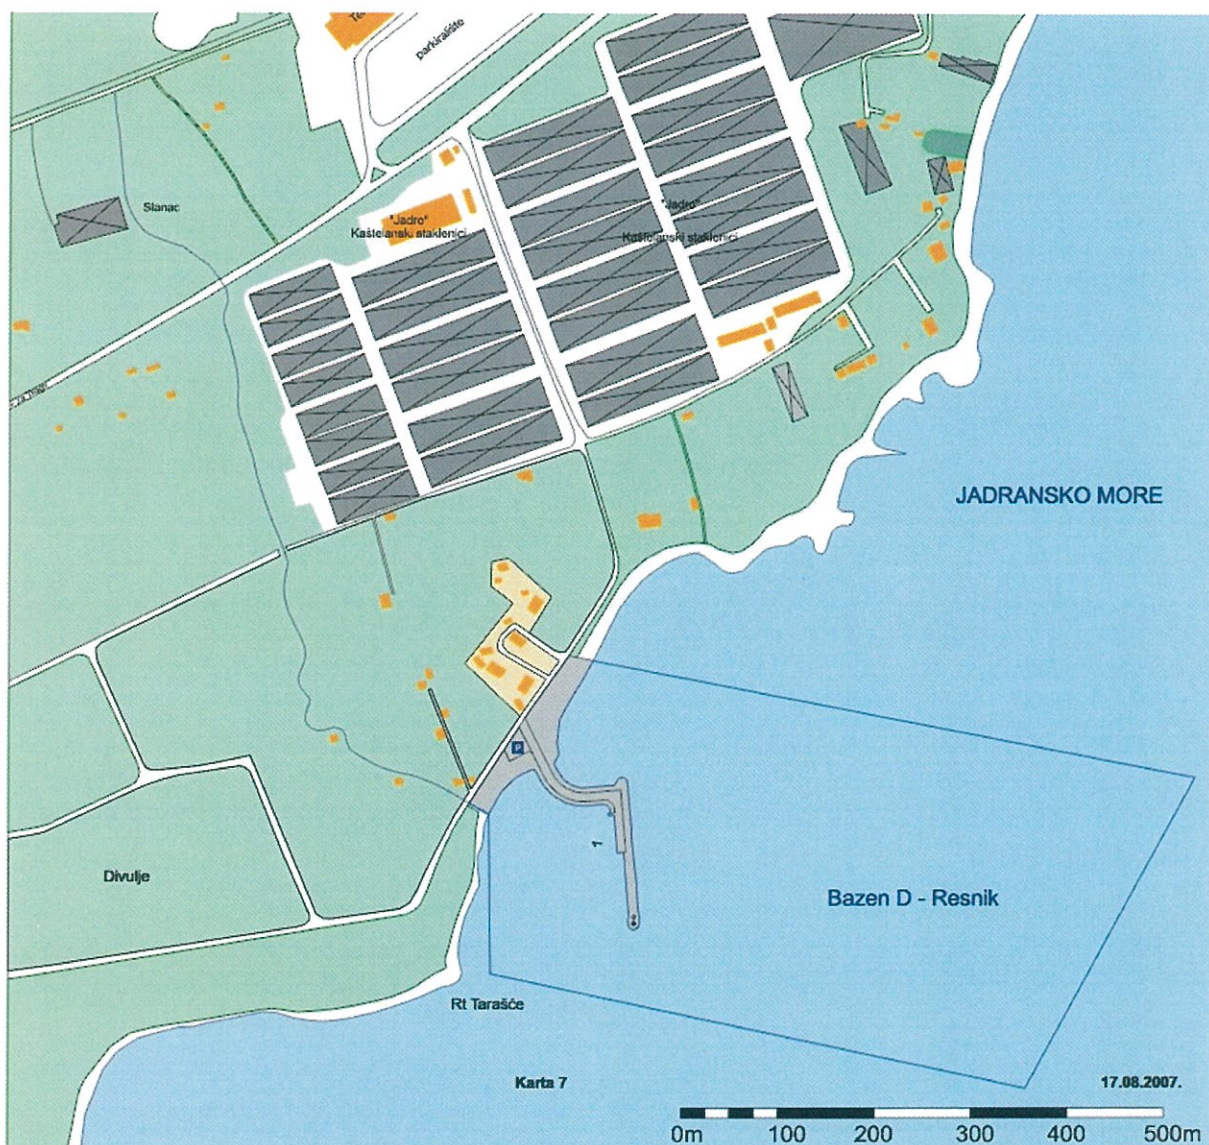 parkiralište
Slanac
"Jadro"
Kaštelanski staklenici
"Jadro"
Kaštelanski staklenici
JADRANSKO MORE
P
1
Divulje
Bazen D - Resnik
Rt Tarašće
Karta 7
17.08.2007.
0m 100 200 300 400 500m